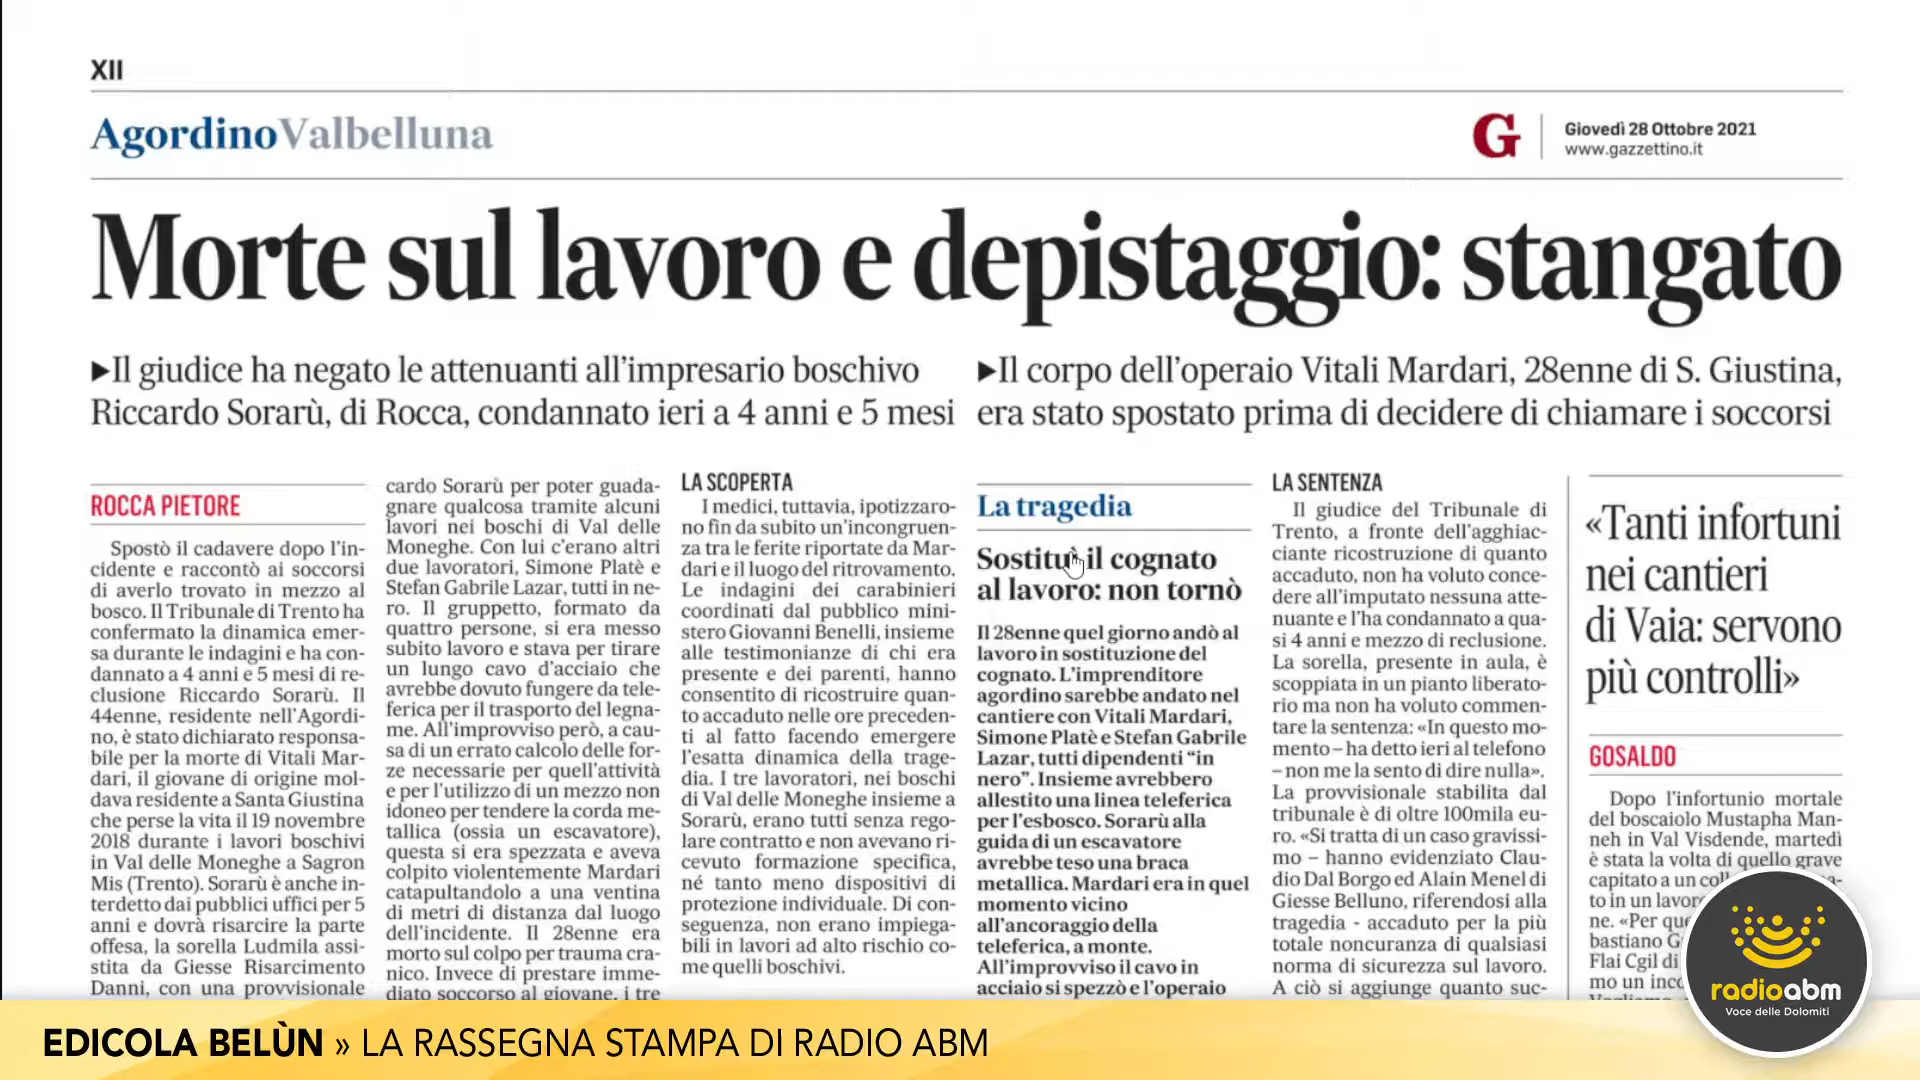 XII
AgordinoValbelluna
G
Giovedì 28 Ottobre 2021
www.gazzettino.it
Morte sul lavoro e depistaggio: stangato
►Il giudice ha negato le attenuanti all'impresario boschivo
Riccardo Sorarù, di Rocca, condannato ieri a 4 anni e 5 mesi
►Il corpo dell'operaio Vitali Mardari, 28enne di S. Giustina,
era stato spostato prima di decidere di chiamare i soccorsi
ROCCA PIETORE
Spostò il cadavere dopo l'in-
cidente e raccontò ai soccorsi
di averlo trovato in mezzo al
bosco. Il Tribunale di Trento ha
confermato la dinamica emer-
sa durante le indagini e ha con-
dannato a 4 anni e 5 mesi di re-
clusione Riccardo Sorarù. Il
44enne, residente nell'Agordi-
no, è stato dichiarato responsa-
bile per la morte di Vitali Mar-
dari, il giovane di origine mol-
dava residente a Santa Giustina
che perse la vita il 19 novembre
2018 durante i lavori boschivi
in Val delle Moneghe a Sagron
Mis (Trento). Sorarù è anche in-
terdetto dai pubblici uffici per 5
anni e dovrà risarcire la parte
offesa, la sorella Ludmila assi-
stita da Giesse Risarcimento
Danni, con una provvisionale
cardo Sorarù per poter guada-
gnare qualcosa tramite alcuni
lavori nei boschi di Val delle
Moneghe. Con lui c'erano altri
due lavoratori, Simone Platè e
Stefan Gabrile Lazar, tutti in ne-
ro. Il gruppetto, formato da
quattro persone, si era messo
subito lavoro e stava per tirare
un lungo cavo d'acciaio che
avrebbe dovuto fungere da tele-
ferica per il trasporto del legna-
me. All'improvviso però, a cau-
sa di un errato calcolo delle for-
ze necessarie per quell'attività
e per l'utilizzo di un mezzo non
idoneo per tendere la corda me-
tallica (ossia un escavatore),
questa si era spezzata e aveva
colpito violentemente Mardari
catapultandolo a una ventina
di metri di distanza dal luogo
dell'incidente. Il 28enne era
morto sul colpo per trauma cra-
nico. Invece di prestare imme-
diato soccorso al giovane, i tre
LA SCOPERTA
I medici, tuttavia, ipotizzaro-
no fin da subito un'incongruen-
za tra le ferite riportate da Mar-
dari e il luogo del ritrovamento.
Le indagini dei carabinieri
coordinati dal pubblico mini-
stero Giovanni Benelli, insieme
alle testimonianze di chi era
presente e dei parenti, hanno
consentito di ricostruire quan-
to accaduto nelle ore preceden-
ti al fatto facendo emergere
l'esatta dinamica della trage-
dia. I tre lavoratori, nei boschi
di Val delle Moneghe insieme a
Sorarù, erano tutti senza rego-
lare contratto e non avevano ri-
cevuto formazione specifica,
né tanto meno dispositivi di
protezione individuale. Di con-
seguenza, non erano impiega-
bili in lavori ad alto rischio co-
me quelli boschivi.
La tragedia
Sostituì il cognato
al lavoro: non tornò
Il 28enne quel giorno andò al
lavoro in sostituzione del
cognato. L'imprenditore
agordino sarebbe andato nel
cantiere con Vitali Mardari,
Simone Platè e Stefan Gabrile
Lazar, tutti dipendenti "in
nero". Insieme avrebbero
allestito una linea teleferica
per l'esbosco. Sorarù alla
guida di un escavatore
avrebbe teso una braca
metallica. Mardari era in quel
momento vicino
all'ancoraggio della
teleferica, a monte.
All'improvviso il cavo in
acciaio si spezzò e l'operaio
LA SENTENZA
Il giudice del Tribunale di
Trento, a fronte dell'agghiac-
ciante ricostruzione di quanto
accaduto, non ha voluto conce-
dere all'imputato nessuna atte-
nuante e l'ha condannato a qua-
si 4 anni e mezzo di reclusione.
La sorella, presente in aula, è
scoppiata in un pianto liberato-
rio ma non ha voluto commen-
tare la sentenza: «In questo mo-
mento – ha detto ieri al telefono
– non me la sento di dire nulla».
La provvisionale stabilita dal
tribunale è di oltre 100mila eu-
ro. «Si tratta di un caso gravissi-
mo – hanno evidenziato Clau-
dio Dal Borgo ed Alain Menel di
Giesse Belluno, riferendosi alla
tragedia - accaduto per la più
totale noncuranza di qualsiasi
norma di sicurezza sul lavoro.
A ciò si aggiunge quanto suc-
«Tanti infortuni
nei cantieri
di Vaia: servono
più controlli»
GOSALDO
Dopo l'infortunio mortale
del boscaiolo Mustapha Man-
neh in Val Visdende, martedì
è stata la volta di quello grave
capitato a un
to in un
ne. «Per
bastiano
Flai Cgil di
mo un
radioabm
Voce delle Dolomiti
EDICOLA BELÙN » LA RASSEGNA STAMPA DI RADIO ABM